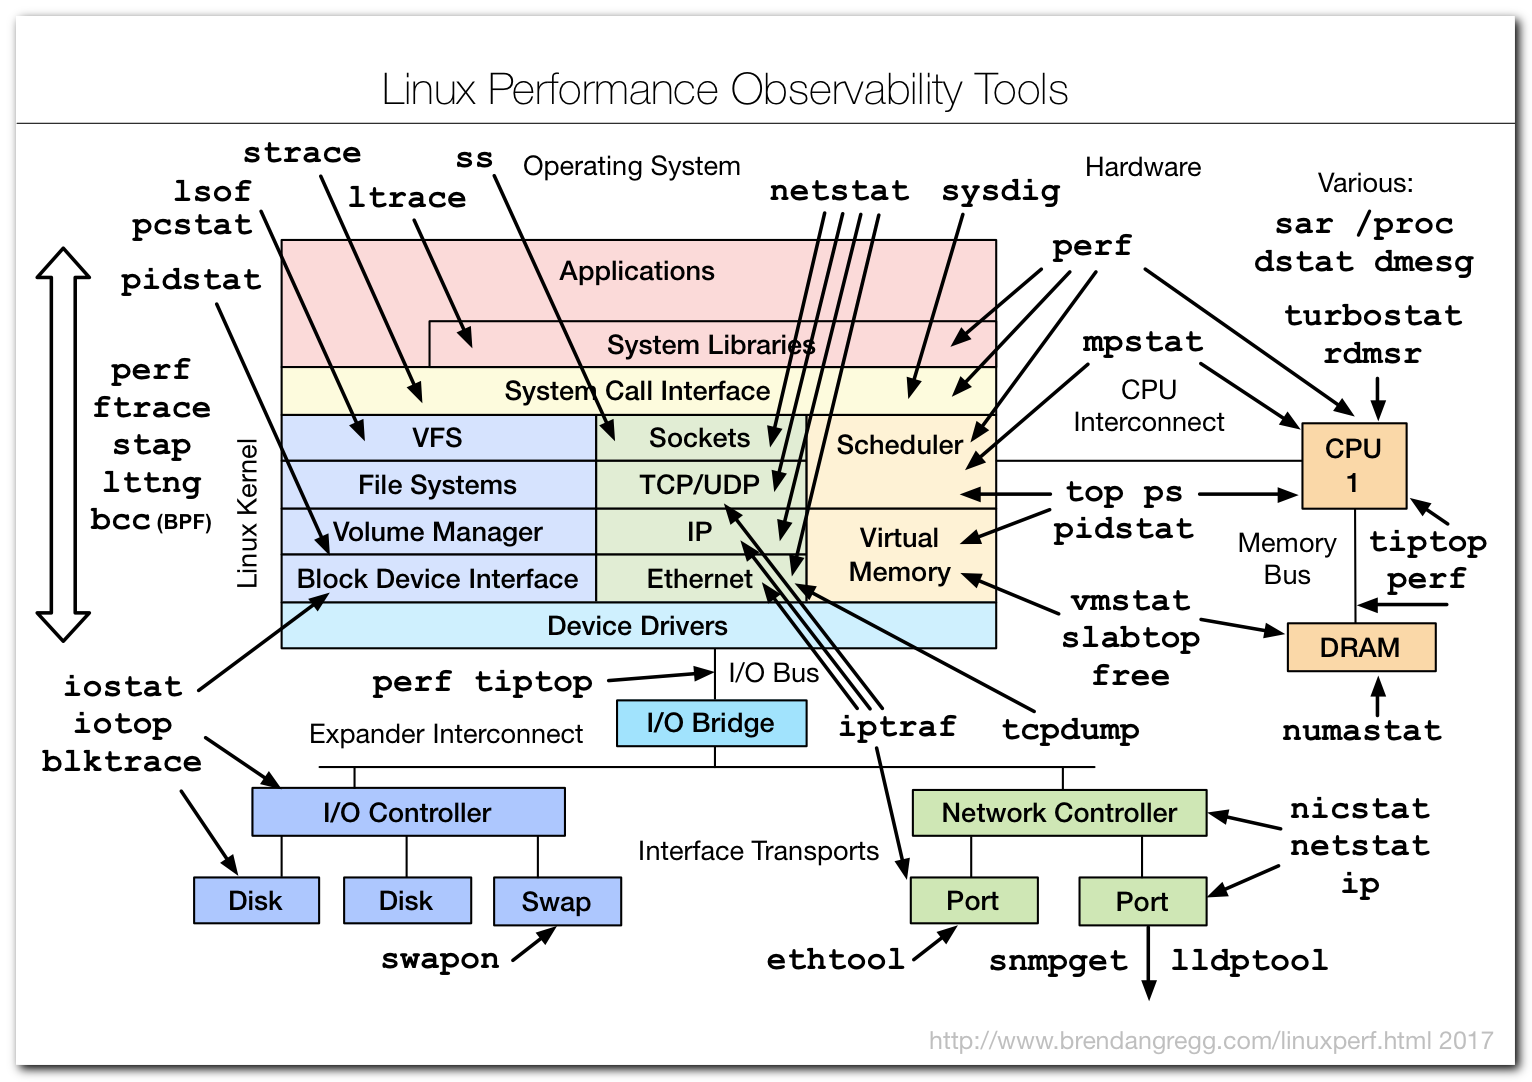 Linux Performance Observability Tools
strace
ss
Operating System
Hardware
lsof
ltrace
netstat
sysdig
Various:
pcstat
sar /proc
perf
dstat dmesg
pidstat
Applications
turbostat
mpstat
rdmsr
System Libraries
perf
ftrace
stap
lttng
bcc (BPF)
Linux Kernel
System Call Interface
CPU
Interconnect
VFS
Sockets
Scheduler
CPU
1
File Systems
TCP/UDP
top ps
pidstat
Volume Manager
IP
Virtual
Memory
Memory
Bus
tiptop
perf
Block Device Interface
Ethernet
vmstat
slabtop
free
Device Drivers
DRAM
iostat
iotop
blktrace
perf tiptop
I/O Bus
I/O Bridge
iptraf
tcpdump
numastat
Expander Interconnect
I/O Controller
Network Controller
nicstat
netstat
ip
Interface Transports
Disk
Disk
Swap
Port
Port
swapon
ethtool
snmpget
lldptool
http://www.brendangregg.com/linuxperf.html 2017